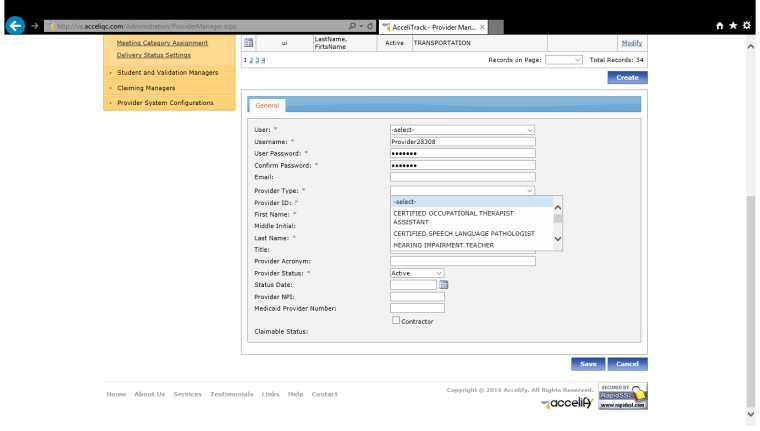 http://vs.acceliqc.com/Administration/ProviderManager.aspx
AcceliTrack - Provider Man...
Meeting Category Assignment
ui LastName, FirtsName Active TRANSPORTATION Modify
Delivery Status Settings
1 2 3 4 Records on Page: Total Records: 34
Student and Validation Managers
Create
Claiming Managers
Provider System Configurations
General
User: * -select-
Username: * Provider28308
User Password: * •••••••
Confirm Password: * •••••••
Email:
Provider Type: *
Provider ID: * -select-
First Name: * CERTIFIED OCCUPATIONAL THERAPIST
Middle Initial: ASSISTANT
Last Name: * CERTIFIED SPEECH LANGUAGE PATHOLOGIST
Title: HEARING IMPAIRMENT TEACHER
Provider Acronym:
Provider Status: * Active
Status Date:
Provider NPI:
Medicaid Provider Number:
Contractor
Claimable Status:
Save Cancel
Home About Us Services Testimonials Links Help Contact
Copyright © 2016 Accelify. All Rights Reserved.
accelify
SECURED BY
RapidSSL
www.rapidssl.com